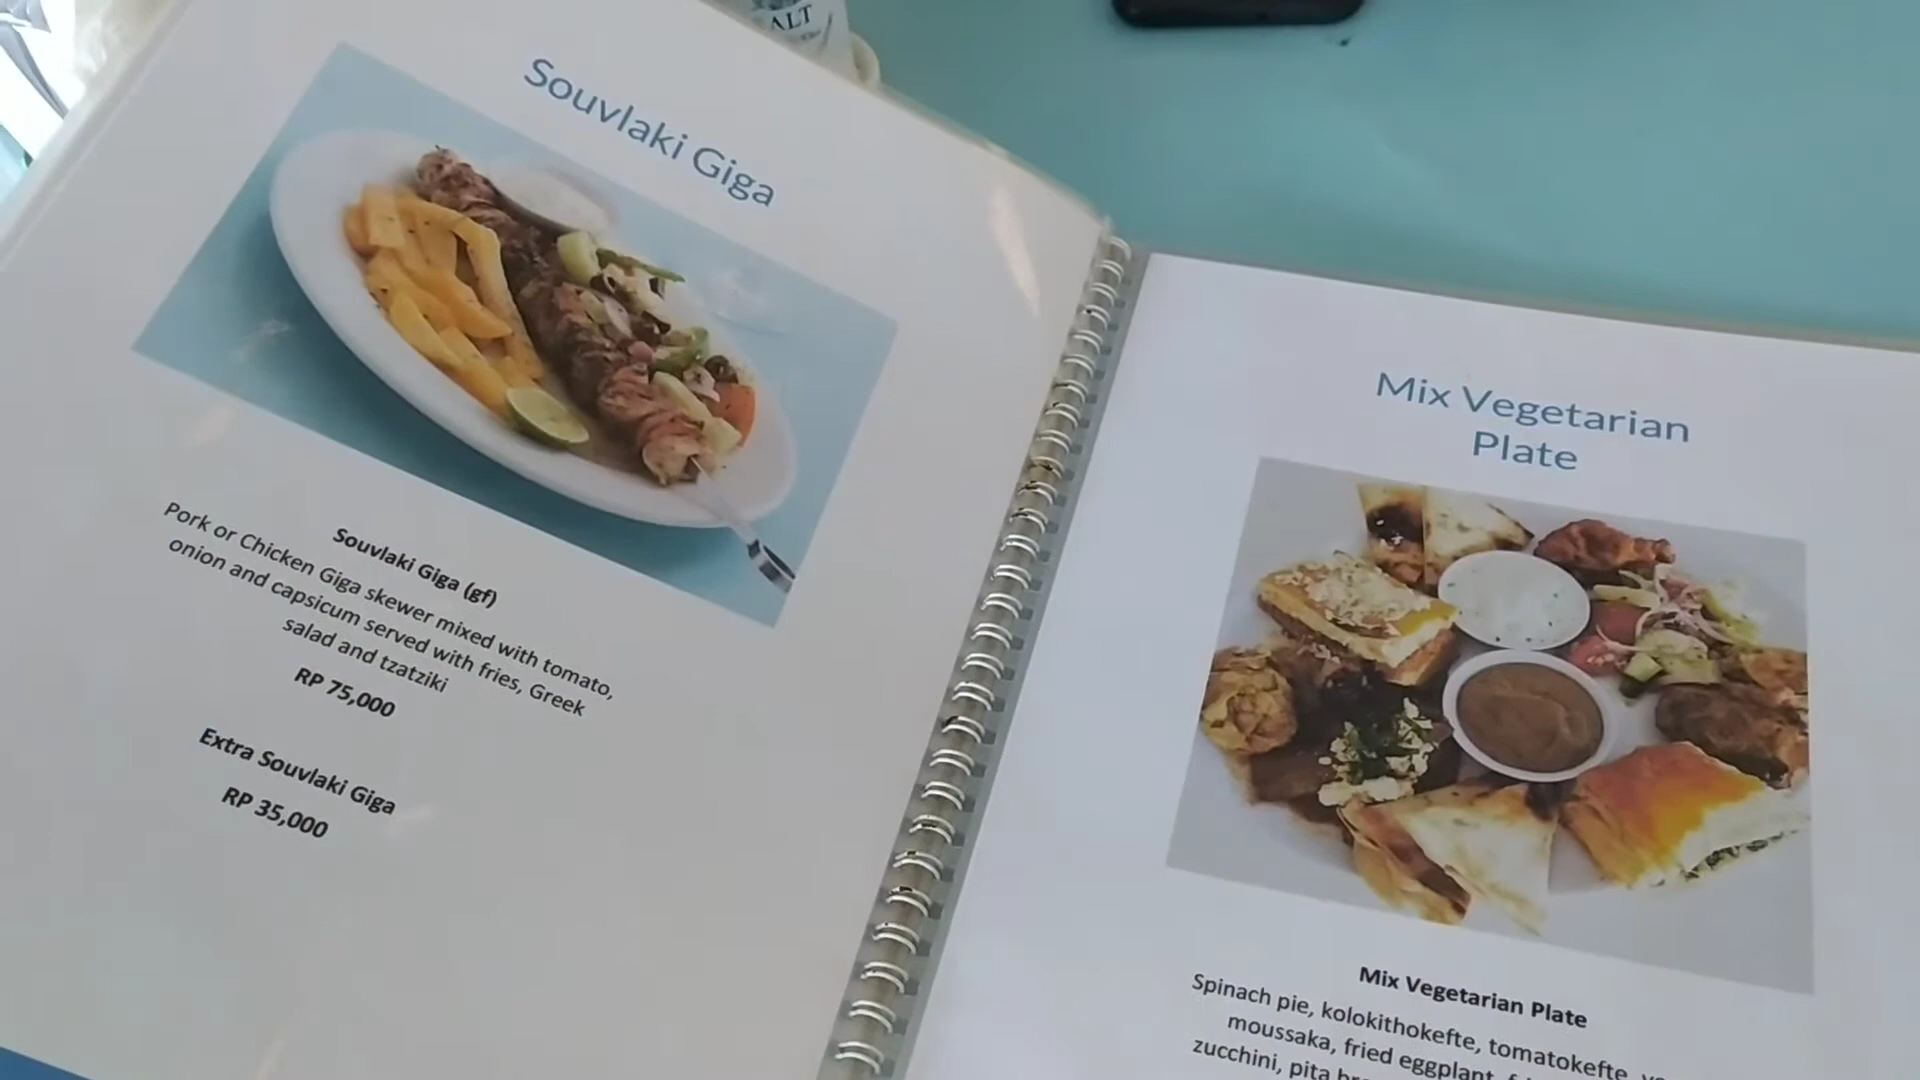 ALT
Souvlaki Giga
Souvlaki Giga (gf)
Pork or Chicken Giga skewer mixed with tomato,
onion and capsicum served with fries, Greek
salad and tzatziki
RP 75,000
Extra Souvlaki Giga
RP 35,000
Mix Vegetarian
Plate
Mix Vegetarian Plate
Spinach pie, kolokithokefte, tomatokefte,
moussaka, fried eggplant,
zucchini, pita